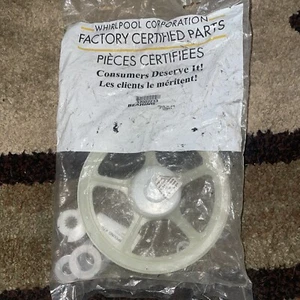 WHIRLPOOL CORPORATION
FACTORY CERTIFIED PARTS
PIÈCES CERTIFIÉES
Consumers Deserve It!
Les clients le méritent!